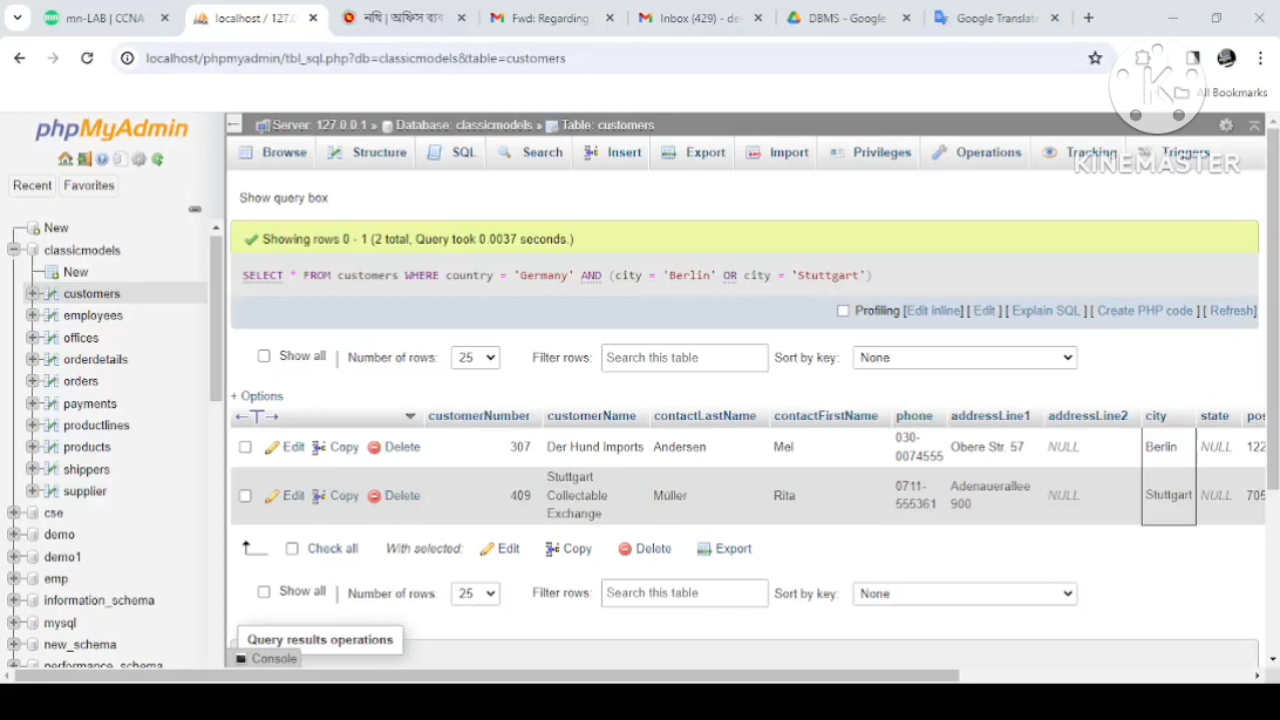 mn-LAB | CCNA
localhost / 127.0
নথি | অফিস ব্যব
Fwd: Regarding
Inbox (429) - de
DBMS - Google
Google Translat
localhost/phpmyadmin/tbl_sql.php?db=classicmodels&table=customers
All Bookmarks
KINEMASTER
phpMyAdmin
Recent Favorites
New
classicmodels
New
customers
employees
offices
orderdetails
orders
payments
productlines
products
shippers
supplier
cse
demo
demo1
emp
information_schema
mysql
new_schema
performance_schema
Server: 127.0.0.1 » Database: classicmodels » Table: customers
Browse Structure SQL Search Insert Export Import Privileges Operations Tracking Triggers
Show query box
Showing rows 0 - 1 (2 total, Query took 0.0037 seconds.)
SELECT * FROM customers WHERE country = 'Germany' AND (city = 'Berlin' OR city = 'Stuttgart')
Profiling [Edit inline] [ Edit ] [ Explain SQL ] [ Create PHP code ] [ Refresh]
Show all | Number of rows: 25 Filter rows: Search this table Sort by key: None
+ Options
customerNumber customerName contactLastName contactFirstName phone addressLine1 addressLine2 city state pos
Edit Copy Delete 307 Der Hund Imports Andersen Mel 030-0074555 Obere Str. 57 NULL Berlin NULL 122
Edit Copy Delete 409 Stuttgart Collectable Exchange Müller Rita 0711-555361 Adenauerallee 900 NULL Stuttgart NULL 705
Check all With selected: Edit Copy Delete Export
Show all | Number of rows: 25 Filter rows: Search this table Sort by key: None
Query results operations
Console